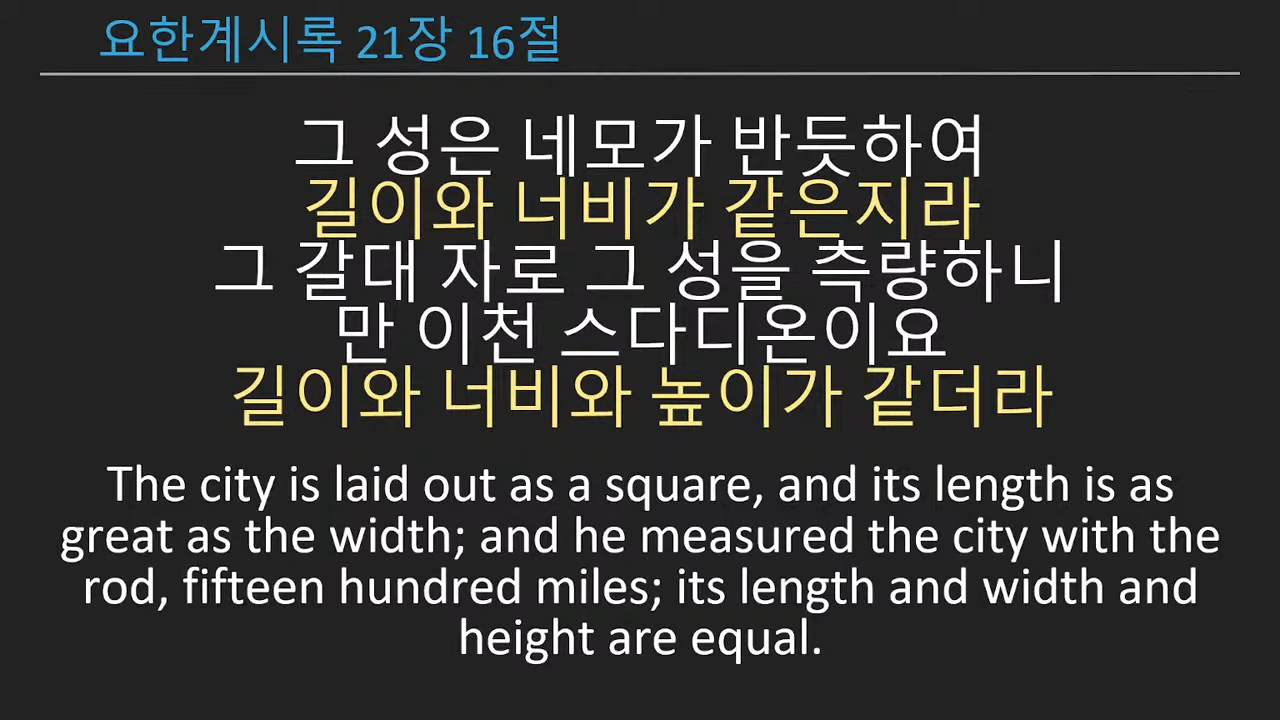 요한계시록 21장 16절
그 성은 네모가 반듯하여
길이와 너비가 같은지라
그 갈대 자로 그 성을 측량하니
만 이천 스다디온이요
길이와 너비와 높이가 같더라
The city is laid out as a square, and its length is as
great as the width; and he measured the city with the
rod, fifteen hundred miles; its length and width and
height are equal.